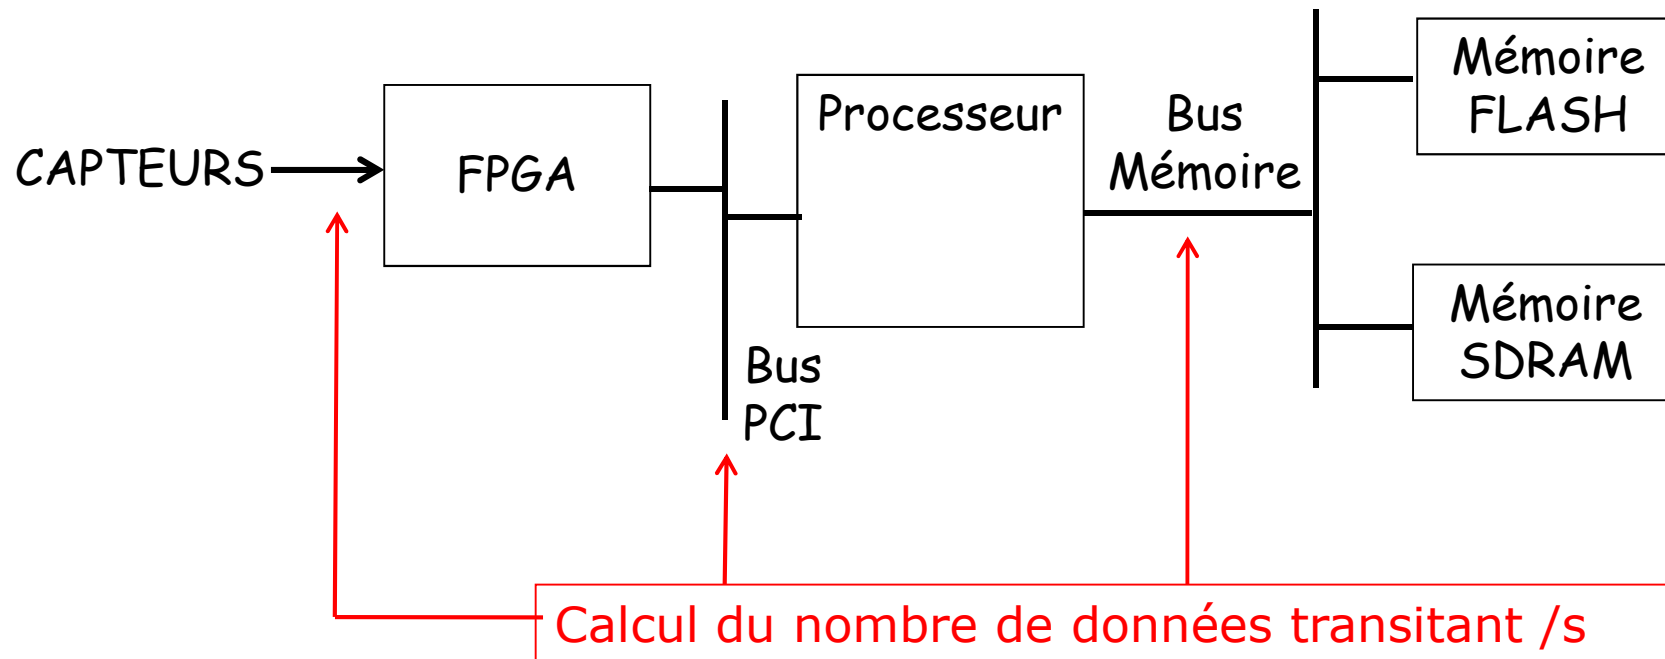 CAPTEURS
FPGA
Bus
PCI
Processeur
Bus
Mémoire
Mémoire
FLASH
Mémoire
SDRAM
Calcul du nombre de données transitant /s